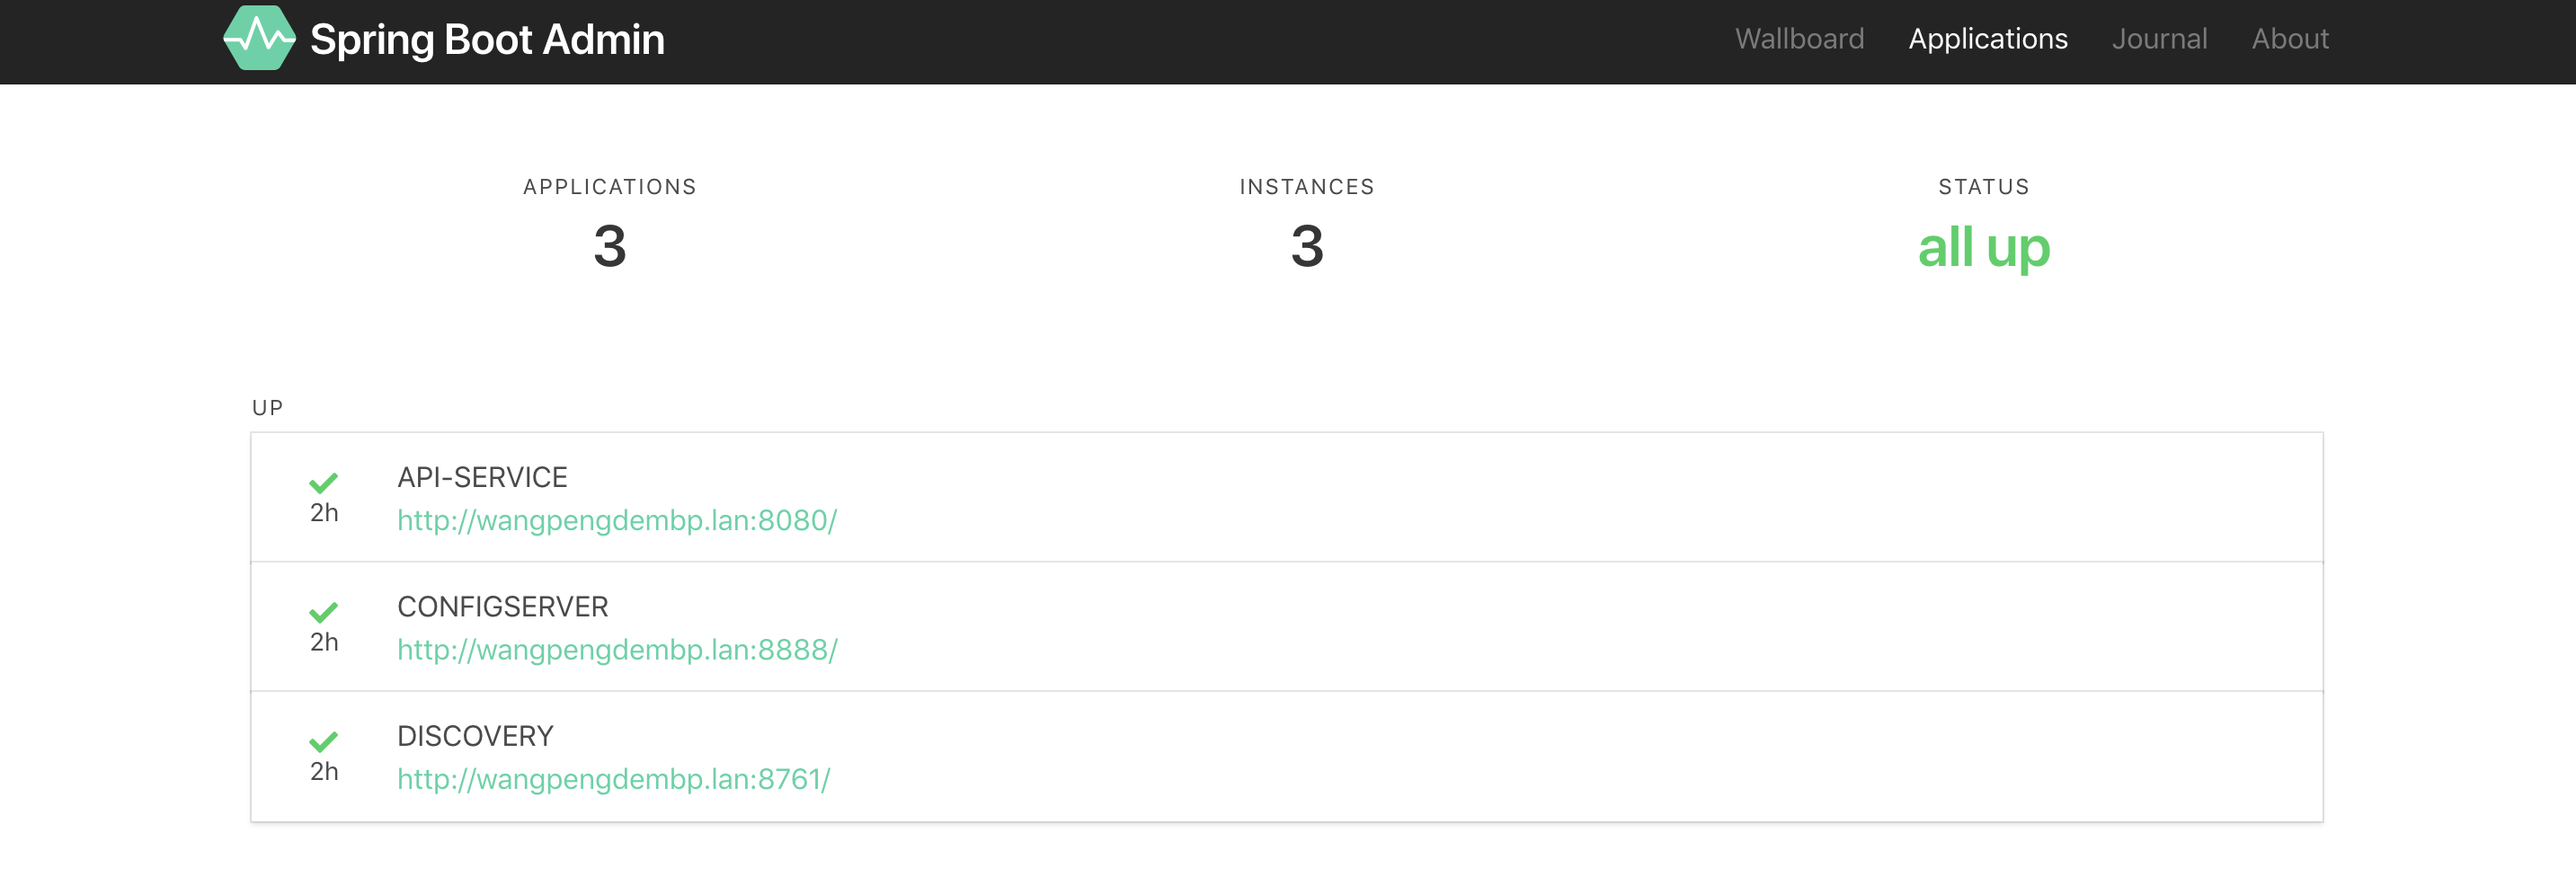 Spring Boot Admin
Wallboard Applications Journal About
APPLICATIONS INSTANCES STATUS
3 3 all up
UP
API-SERVICE
2h
http://wangpengdembp.lan:8080/
CONFIGSERVER
2h
http://wangpengdembp.lan:8888/
DISCOVERY
2h
http://wangpengdembp.lan:8761/